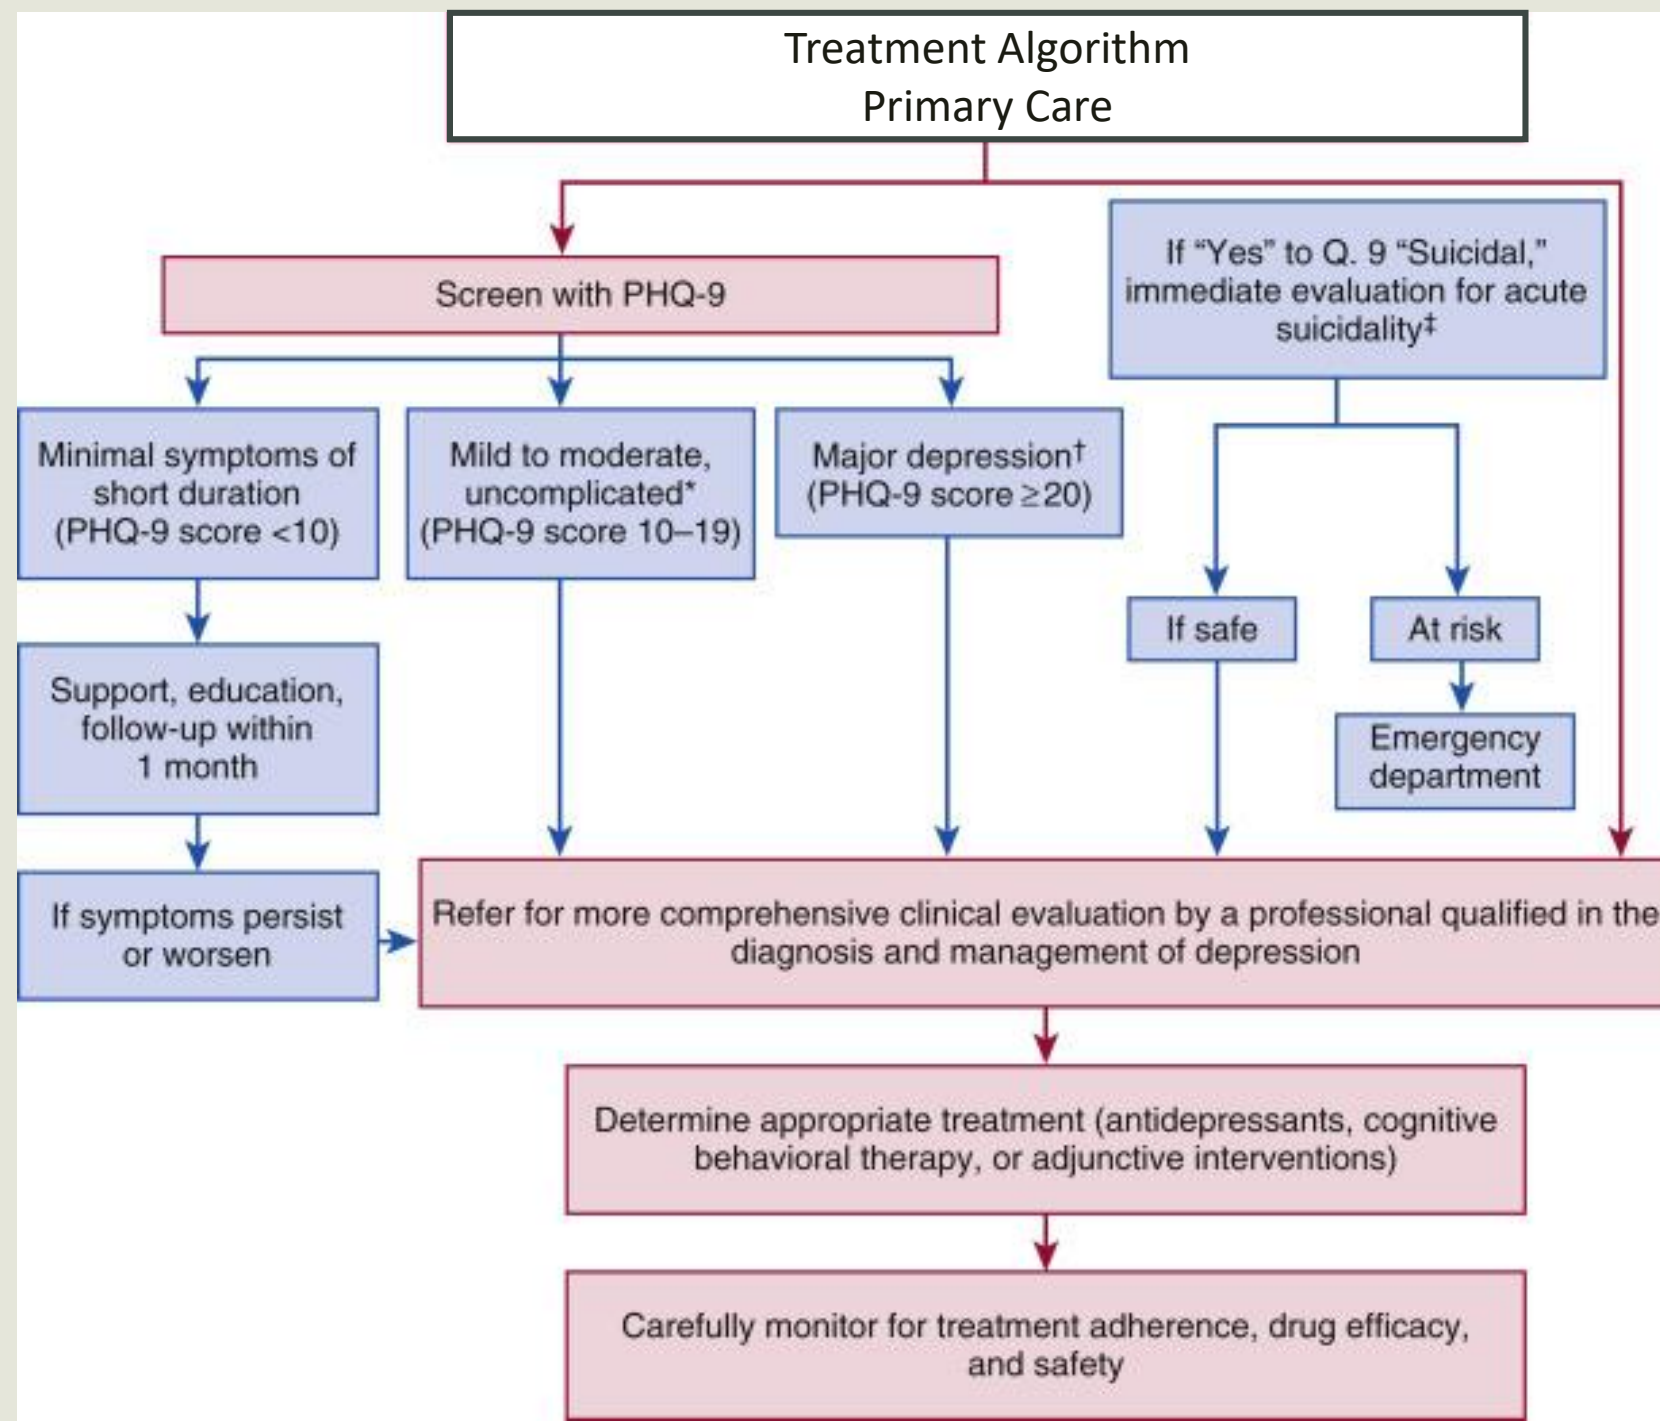 Treatment Algorithm
Primary Care
Screen with PHQ-9
If “Yes” to Q. 9 “Suicidal,”
immediate evaluation for acute
suicidality‡
Minimal symptoms of
short duration
(PHQ-9 score <10)
Mild to moderate,
uncomplicated*
(PHQ-9 score 10–19)
Major depression†
(PHQ-9 score ≥20)
If safe
At risk
Support, education,
follow-up within
1 month
Emergency
department
If symptoms persist
or worsen
Refer for more comprehensive clinical evaluation by a professional qualified in the
diagnosis and management of depression
Determine appropriate treatment (antidepressants, cognitive
behavioral therapy, or adjunctive interventions)
Carefully monitor for treatment adherence, drug efficacy,
and safety